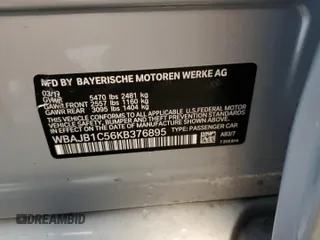 MFD BY BAYERISCHE MOTOREN WERKE AG
03/19
GVWR 5470 lbs 2481 kg
GAWR FRONT 2557 lbs 1160 kg
GAWR REAR 3095 lbs 1404 kg
THIS VEHICLE CONFORMS TO ALL APPLICABLE U.S. FEDERAL MOTOR
VEHICLE SAFETY, BUMPER, AND THEFT PREVENTION STANDARDS
IN EFFECT ON THE DATE OF MANUFACTURE SHOWN ABOVE.
WBAJB1C56KB376895 TYPE: PASSENGER CAR
A83/7
DREAMBID